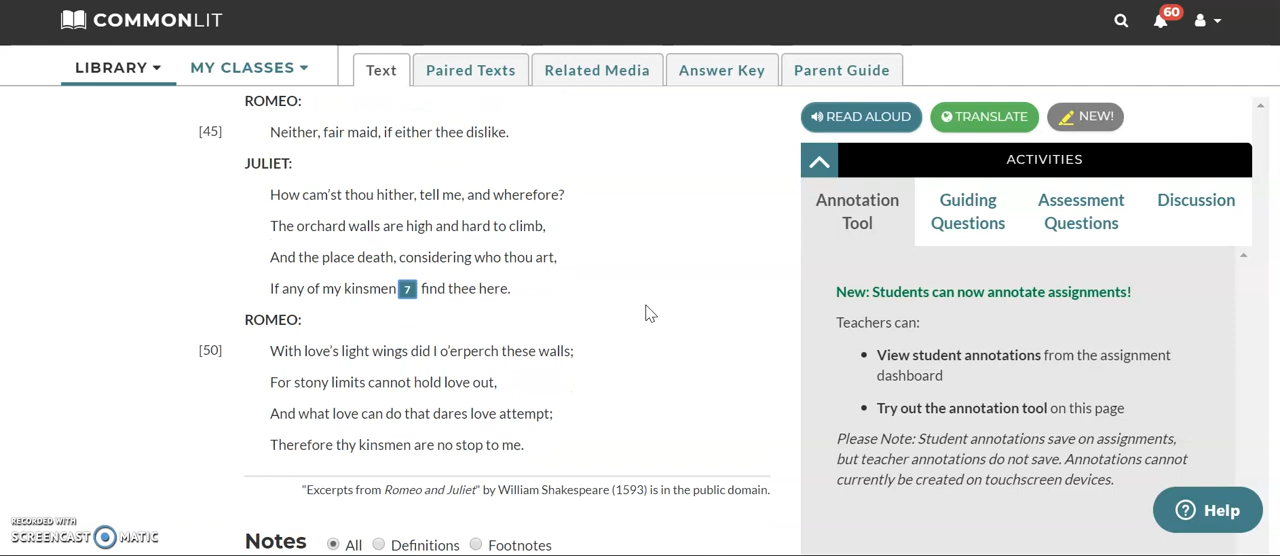 COMMONLIT
60
LIBRARY
MY CLASSES
Text
Paired Texts
Related Media
Answer Key
Parent Guide
ROMEO:
[45] Neither, fair maid, if either thee dislike.
JULIET:
How cam'st thou hither, tell me, and wherefore?
The orchard walls are high and hard to climb,
And the place death, considering who thou art,
If any of my kinsmen 7 find thee here.
ROMEO:
[50] With love's light wings did I o'erperch these walls;
For stony limits cannot hold love out,
And what love can do that dares love attempt;
Therefore thy kinsmen are no stop to me.
"Excerpts from Romeo and Juliet" by William Shakespeare (1593) is in the public domain.
Notes All Definitions Footnotes
READ ALOUD
TRANSLATE
NEW!
ACTIVITIES
Annotation
Tool
Guiding
Questions
Assessment
Questions
Discussion
New: Students can now annotate assignments!
Teachers can:
• View student annotations from the assignment
dashboard
• Try out the annotation tool on this page
Please Note: Student annotations save on assignments,
but teacher annotations do not save. Annotations cannot
currently be created on touchscreen devices.
Help
RECORDED WITH
SCREENCAST MATIC